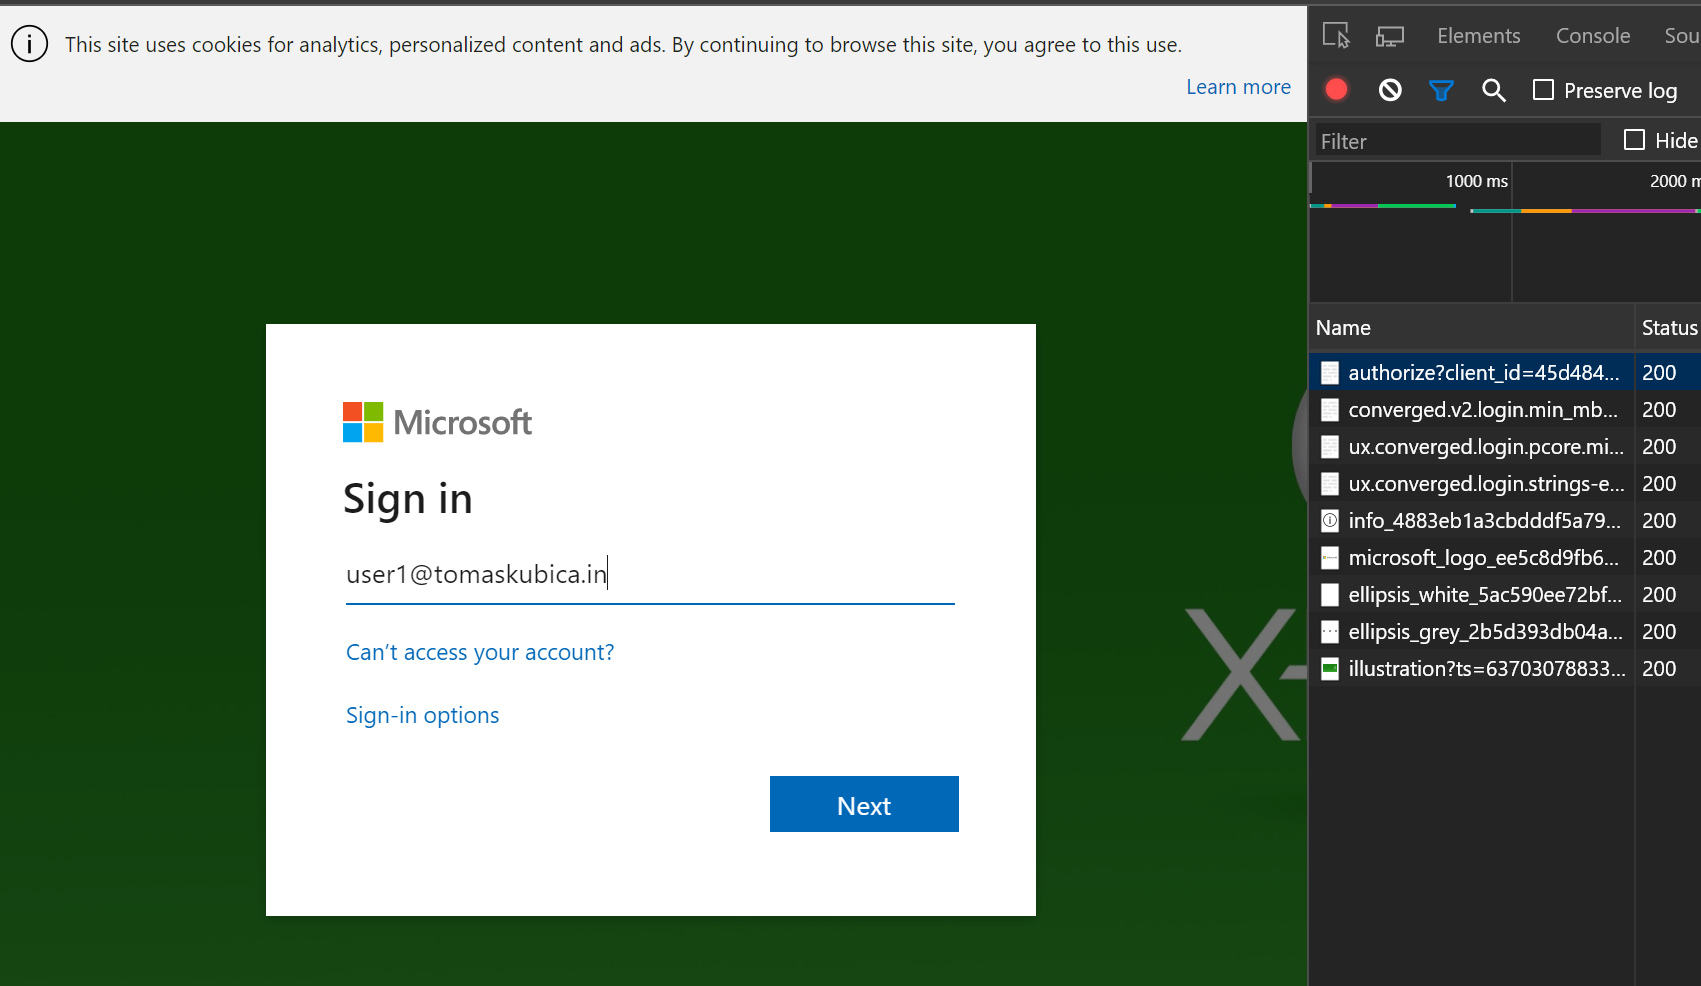 This site uses cookies for analytics, personalized content and ads. By continuing to browse this site, you agree to this use.
Learn more
Microsoft
Sign in
user1@tomaskubica.in
Can't access your account?
Sign-in options
Next
X-
Elements Console Sou
Preserve log
Filter Hide
1000 ms 2000 m
Name Status
authorize?client_id=45d484... 200
converged.v2.login.min_mb... 200
ux.converged.login.pcore.mi... 200
ux.converged.login.strings-e... 200
info_4883eb1a3cbdddf5a79... 200
microsoft_logo_ee5c8d9fb6... 200
ellipsis_white_5ac590ee72bf... 200
ellipsis_grey_2b5d393db04a... 200
illustration?ts=63703078833... 200